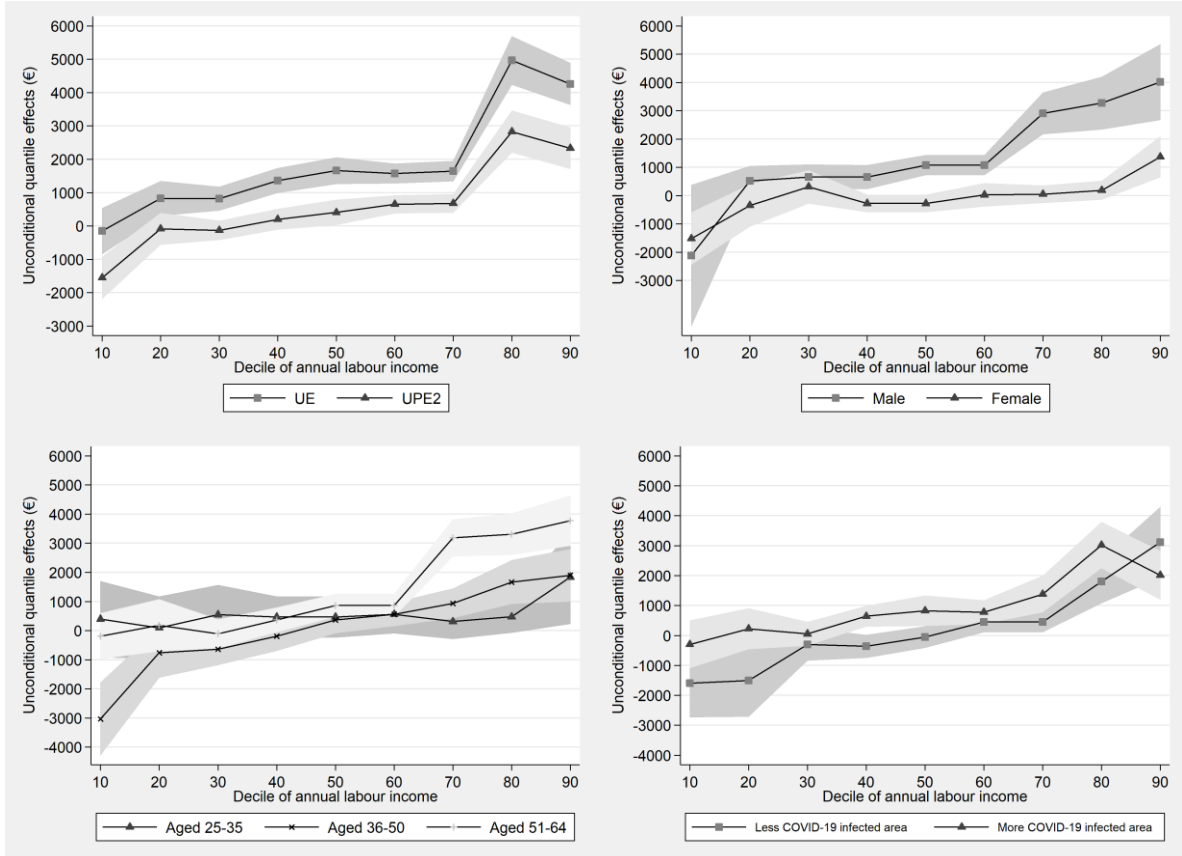 Unconditional quantile effects (€)
6000
5000
4000
3000
2000
1000
0
-1000
-2000
-3000
10 20 30 40 50 60 70 80 90
Decile of annual labour income
UE UPE2
Unconditional quantile effects (€)
6000
5000
4000
3000
2000
1000
0
-1000
-2000
-3000
10 20 30 40 50 60 70 80 90
Decile of annual labour income
Male Female
Unconditional quantile effects (€)
6000
5000
4000
3000
2000
1000
0
-1000
-2000
-3000
-4000
10 20 30 40 50 60 70 80 90
Decile of annual labour income
Aged 25-35 Aged 36-50 Aged 51-64
Unconditional quantile effects (€)
6000
5000
4000
3000
2000
1000
0
-1000
-2000
-3000
-4000
10 20 30 40 50 60 70 80 90
Decile of annual labour income
Less COVID-19 infected area More COVID-19 infected area